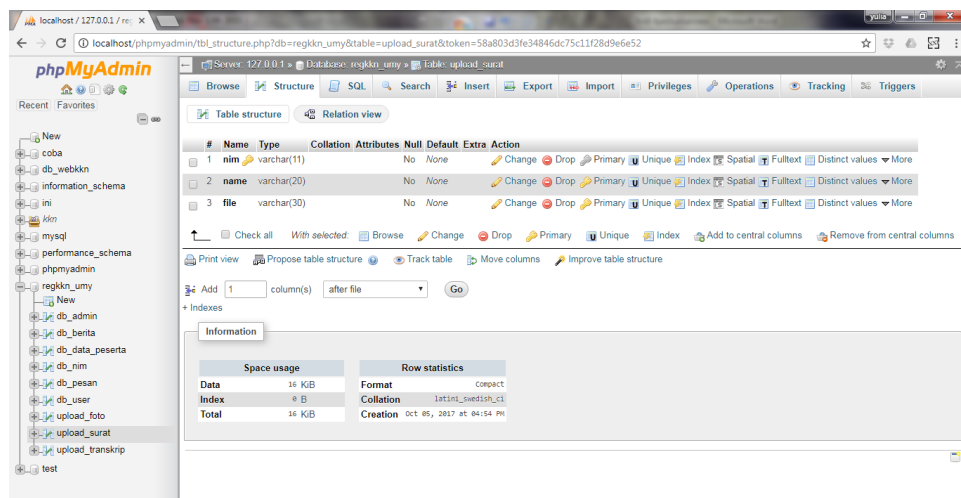 localhost / 127.0.0.1 / re
yulia
localhost/phpmyadmin/tbl_structure.php?db=regkkn_umy&table=upload_surat&token=58a803d3fe34846dc75c11f28d9e6e52
phpMyAdmin
Recent Favorites
New
coba
db_webkkn
information_schema
ini
kkn
mysql
performance_schema
phpmyadmin
regkkn_umy
New
db_admin
db_berita
db_data_peserta
db_nim
db_pesan
db_user
upload_foto
upload_surat
upload_transkrip
test
Server: 127.0.0.1 » Database: regkkn_umy » Table: upload_surat
Browse Structure SQL Search Insert Export Import Privileges Operations Tracking Triggers
Table structure Relation view
# Name Type Collation Attributes Null Default Extra Action
1 nim varchar(11) No None Change Drop Primary Unique Index Spatial Fulltext Distinct values More
2 name varchar(20) No None Change Drop Primary Unique Index Spatial Fulltext Distinct values More
3 file varchar(30) No None Change Drop Primary Unique Index Spatial Fulltext Distinct values More
Check all With selected: Browse Change Drop Primary Unique Index Add to central columns Remove from central columns
Print view Propose table structure Track table Move columns Improve table structure
Add 1 column(s) after file Go
+ Indexes
Information
Space usage
Data 16 KiB
Index 0 B
Total 16 KiB
Row statistics
Format Compact
Collation latin1_swedish_ci
Creation Oct 05, 2017 at 04:54 PM